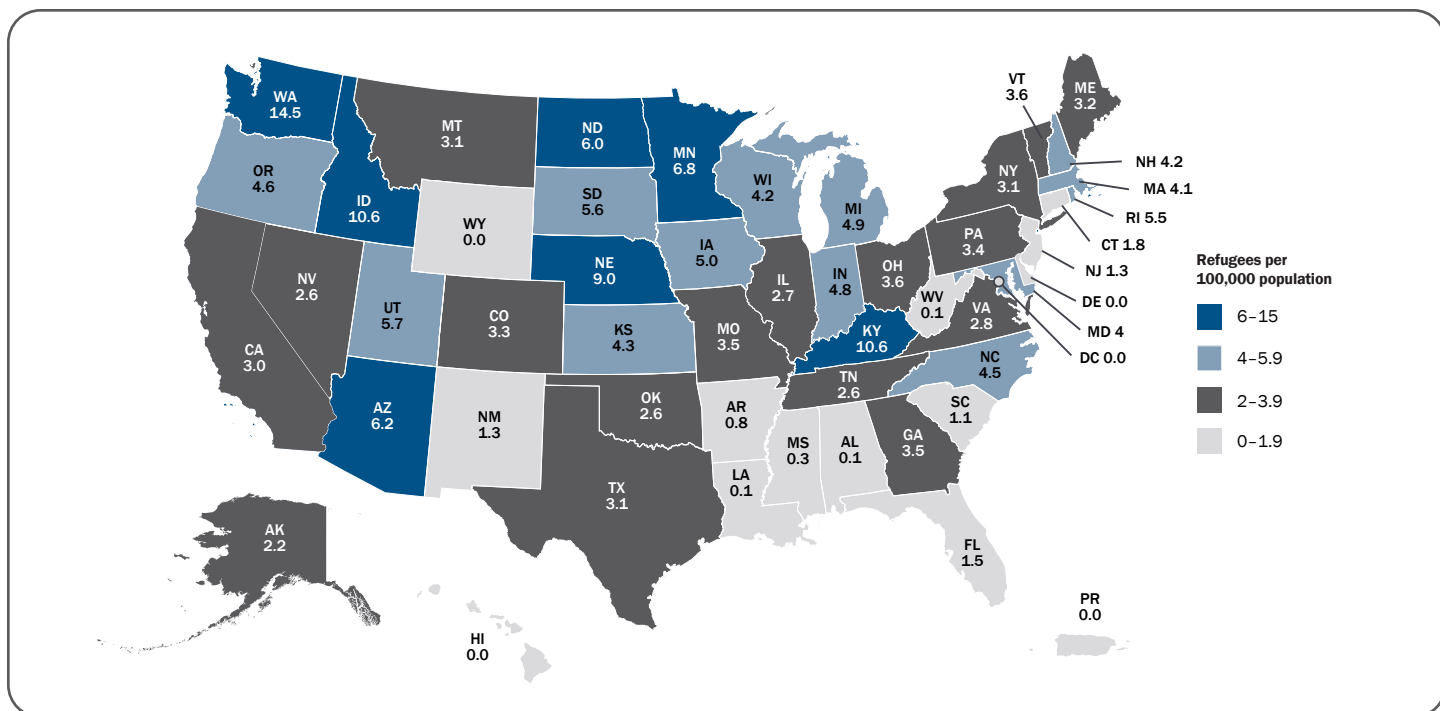 WA
14.5
OR
4.6
CA
3.0
NV
2.6
ID
10.6
MT
3.1
WY
0.0
UT
5.7
AZ
6.2
CO
3.3
NM
1.3
ND
6.0
SD
5.6
NE
9.0
KS
4.3
OK
2.6
TX
3.1
MN
6.8
IA
5.0
MO
3.5
AR
0.8
LA
0.1
WI
4.2
IL
2.7
MI
4.9
IN
4.8
OH
3.6
KY
10.6
TN
2.6
MS
0.3
AL
0.1
GA
3.5
FL
1.5
SC
1.1
NC
4.5
VA
2.8
WV
0.1
PA
3.4
NY
3.1
VT
3.6
ME
3.2
NH 4.2
MA 4.1
RI 5.5
CT 1.8
NJ 1.3
DE 0.0
MD 4
DC 0.0
AK
2.2
HI
0.0
PR
0.0
Refugees per
100,000 population
6–15
4–5.9
2–3.9
0–1.9